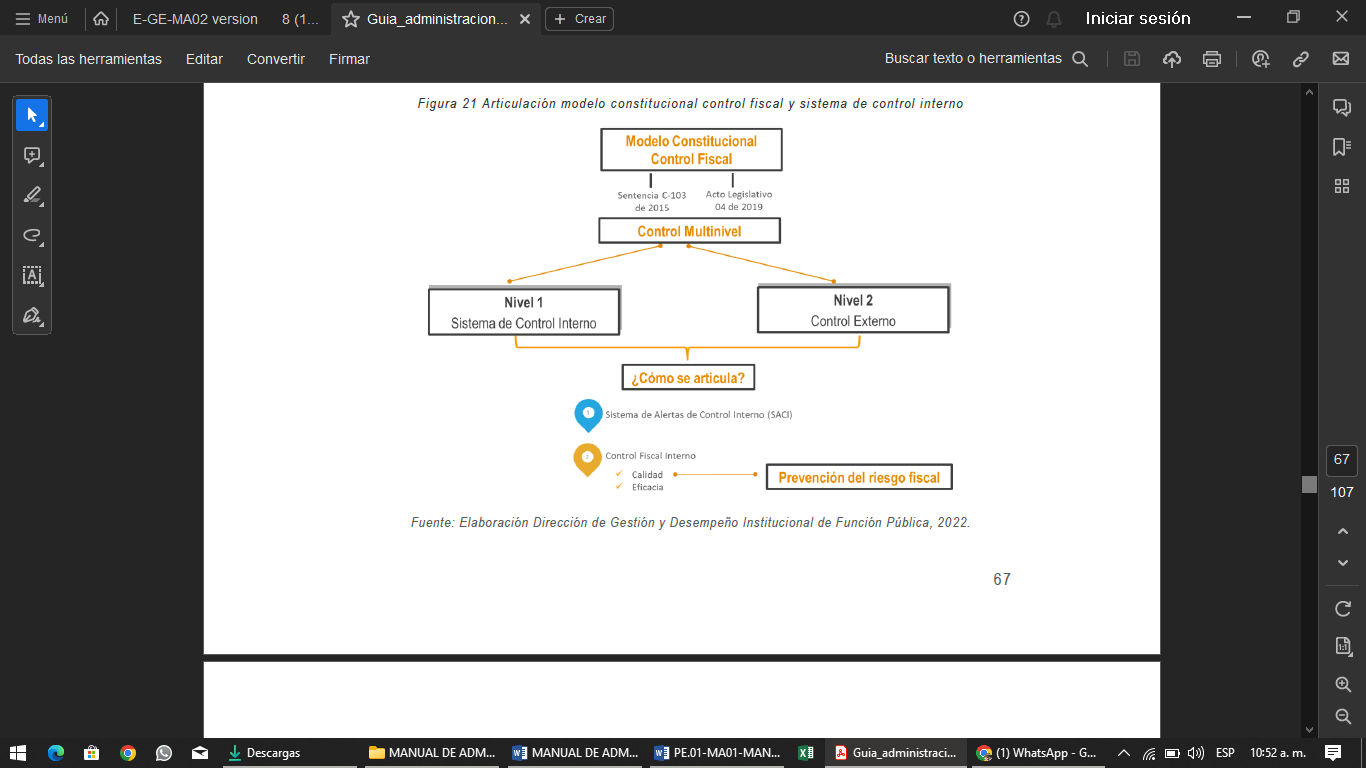 Menú
E-GE-MA02 version
8 (1...
Guia_administracion...
Crear
Iniciar sesión
Todas las herramientas
Editar
Convertir
Firmar
Buscar texto o herramientas
Figura 21 Articulación modelo constitucional control fiscal y sistema de control interno
Modelo Constitucional
Control Fiscal
Sentencia C-103
de 2015
Acto Legislativo
04 de 2019
Control Multinivel
Nivel 1
Sistema de Control Interno
Nivel 2
Control Externo
¿Cómo se articula?
1
Sistema de Alertas de Control Interno (SACI)
2
Control Fiscal Interno
Calidad
Eficacia
Prevención del riesgo fiscal
Fuente: Elaboración Dirección de Gestión y Desempeño Institucional de Función Pública, 2022.
67
67
107
1:1
Descargas
MANUAL DE ADM...
MANUAL DE ADM...
PE.01-MA01-MAN...
Guia_administraci...
(1) WhatsApp - G...
ESP
10:52 a. m.